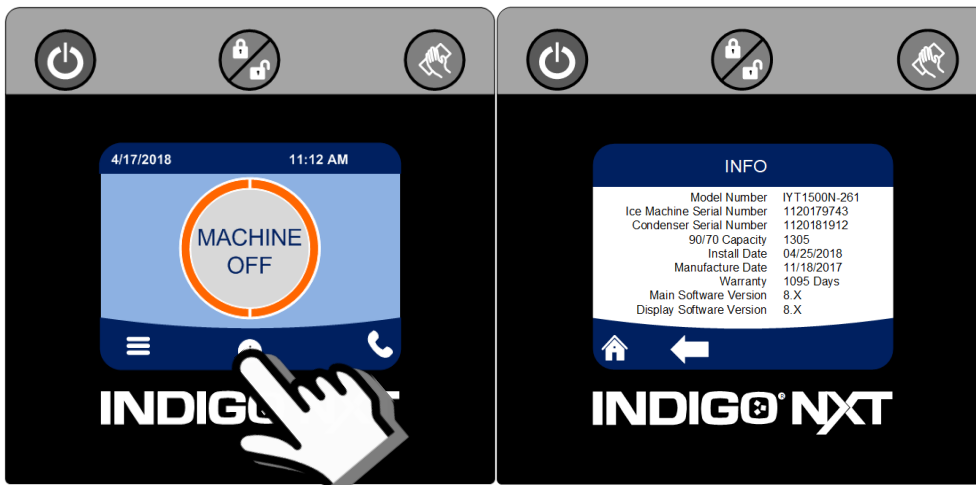 4/17/2018 11:12 AM
MACHINE
OFF
INDIGO
INFO
Model Number IYT1500N-261
Ice Machine Serial Number 1120179743
Condenser Serial Number 1120181912
90/70 Capacity 1305
Install Date 04/25/2018
Manufacture Date 11/18/2017
Warranty 1095 Days
Main Software Version 8.X
Display Software Version 8.X
INDIGO® NXT